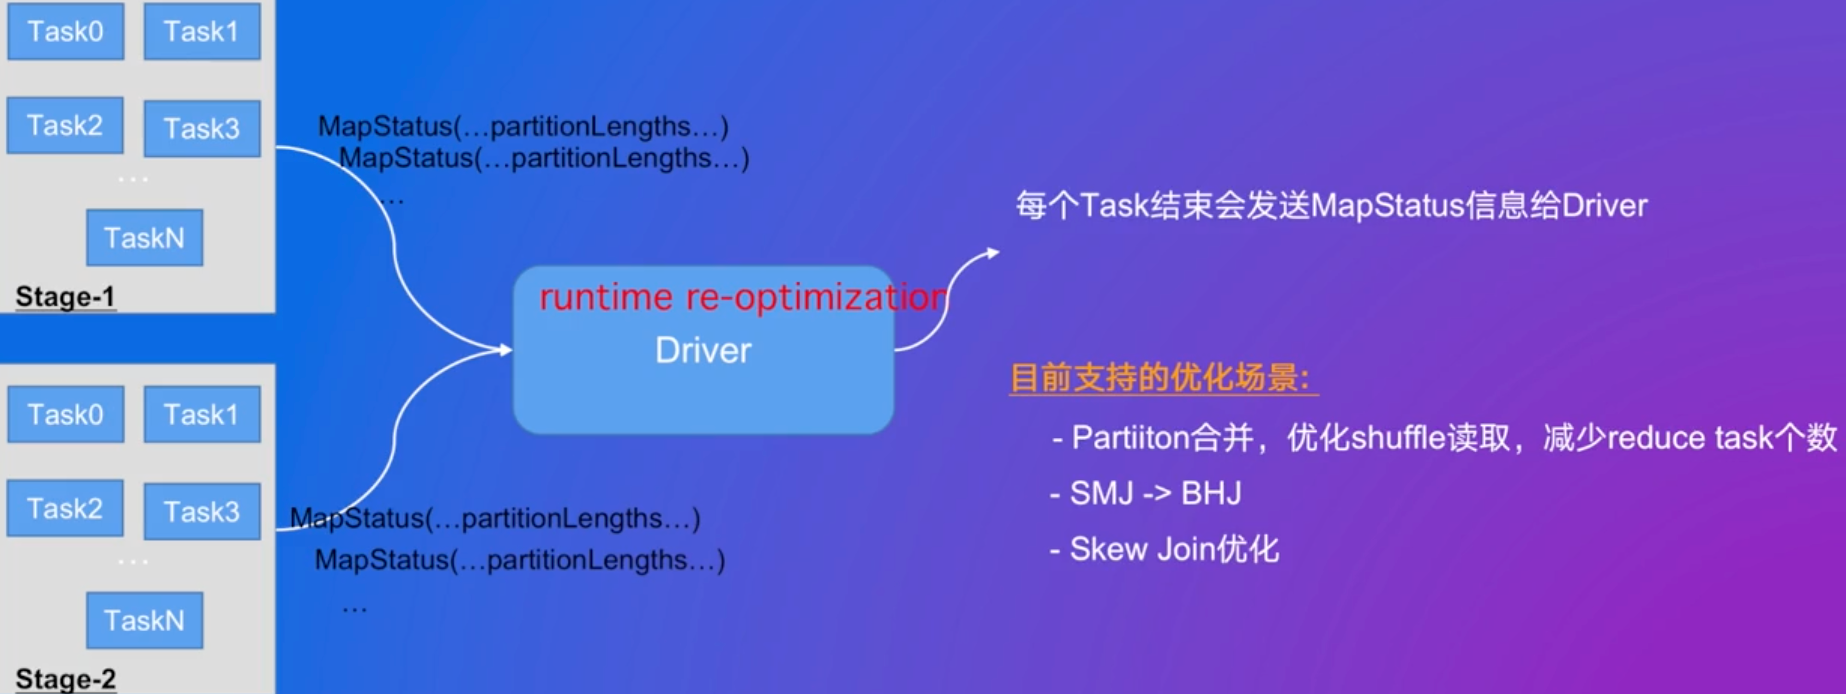 Task0 Task1
Task2 Task3
...
TaskN
Stage-1
MapStatus(...partitionLengths...)
MapStatus(...partitionLengths...)
...
Task0 Task1
Task2 Task3
...
TaskN
Stage-2
MapStatus(...partitionLengths...)
MapStatus(...partitionLengths...)
...
runtime re-optimization
Driver
每个Task结束会发送MapStatus信息给Driver
目前支持的优化场景:
- Partiiton合并，优化shuffle读取，减少reduce task个数
- SMJ -> BHJ
- Skew Join优化